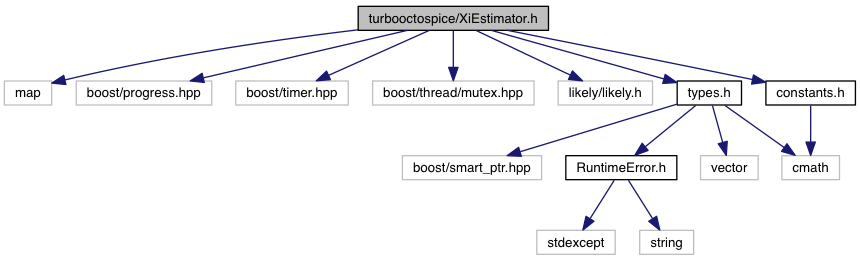 turbooctospice/XiEstimator.h
map
boost/progress.hpp
boost/timer.hpp
boost/thread/mutex.hpp
likely/likely.h
types.h
constants.h
boost/smart_ptr.hpp
RuntimeError.h
vector
cmath
stdexcept
string